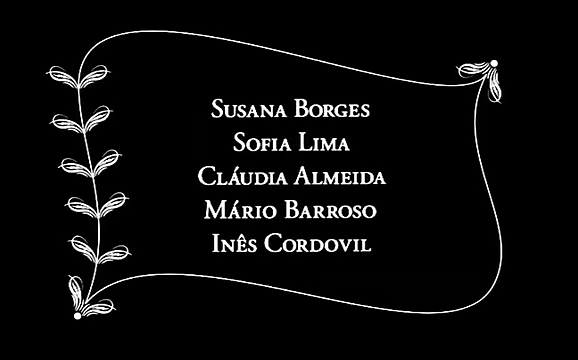 Susana Borges
Sofia Lima
Cláudia Almeida
Mário Barroso
Inês Cordovil